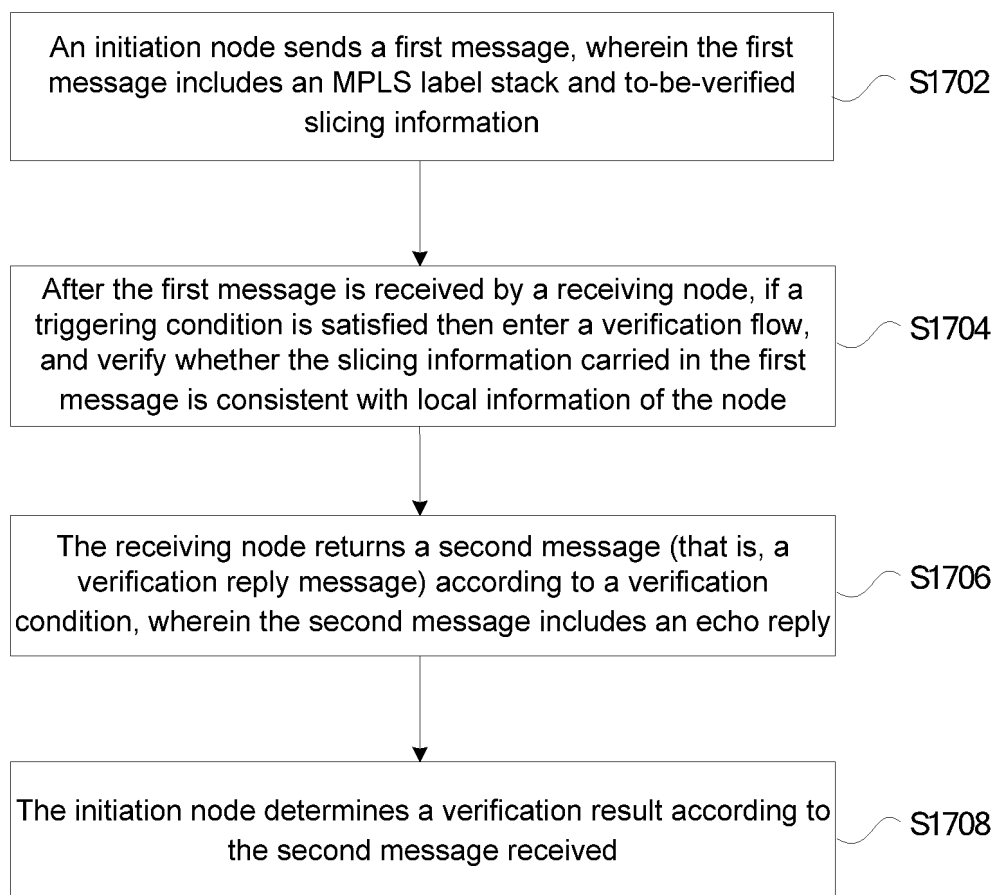 An initiation node sends a first message, wherein the first
message includes an MPLS label stack and to-be-verified
slicing information
S1702
After the first message is received by a receiving node, if a
triggering condition is satisfied then enter a verification flow,
and verify whether the slicing information carried in the first
message is consistent with local information of the node
S1704
The receiving node returns a second message (that is, a
verification reply message) according to a verification
condition, wherein the second message includes an echo reply
S1706
The initiation node determines a verification result according to
the second message received
S1708